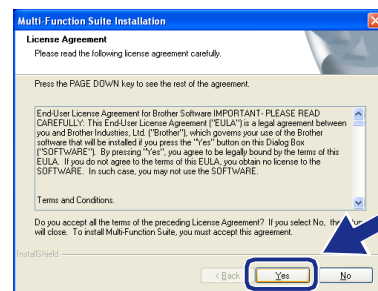 Multi-Function Suite Installation
License Agreement
Please read the following license agreement carefully.
Press the PAGE DOWN key to see the rest of the agreement.
End-User License Agreement for Brother Software IMPORTANT- PLEASE READ
CAREFULLY: This End-User License Agreement ("EULA") is a legal agreement between
you and Brother Industries, Ltd. ("Brother"), which governs your use of the Brother
software that will be installed if you press the "Yes" button on this Dialog Box
("SOFTWARE"). By pressing "Yes", you agree to be legally bound by the terms of this
EULA. If you do not agree to the terms of this EULA, you obtain no license to the
SOFTWARE. In such case, you may not use the SOFTWARE.
Terms and Conditions.
Do you accept all the terms of the preceding License Agreement? If you select No, the
will close. To install Multi-Function Suite, you must accept this agreement.
InstallShield
< Back
Yes
No